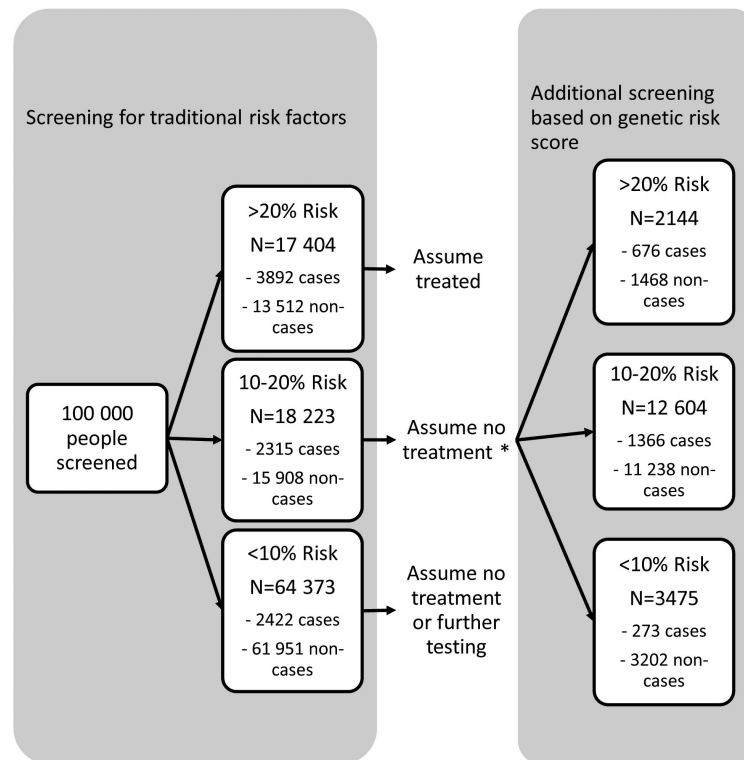 Screening for traditional risk factors
Additional screening
based on genetic risk
score
100 000
people
screened
>20% Risk
N=17 404
- 3892 cases
- 13 512 non-
cases
10-20% Risk
N=18 223
- 2315 cases
- 15 908 non-
cases
<10% Risk
N=64 373
- 2422 cases
- 61 951 non-
cases
Assume
treated
Assume no
treatment *
Assume no
treatment
or further
testing
>20% Risk
N=2144
- 676 cases
- 1468 non-
cases
10-20% Risk
N=12 604
- 1366 cases
- 11 238 non-
cases
<10% Risk
N=3475
- 273 cases
- 3202 non-
cases